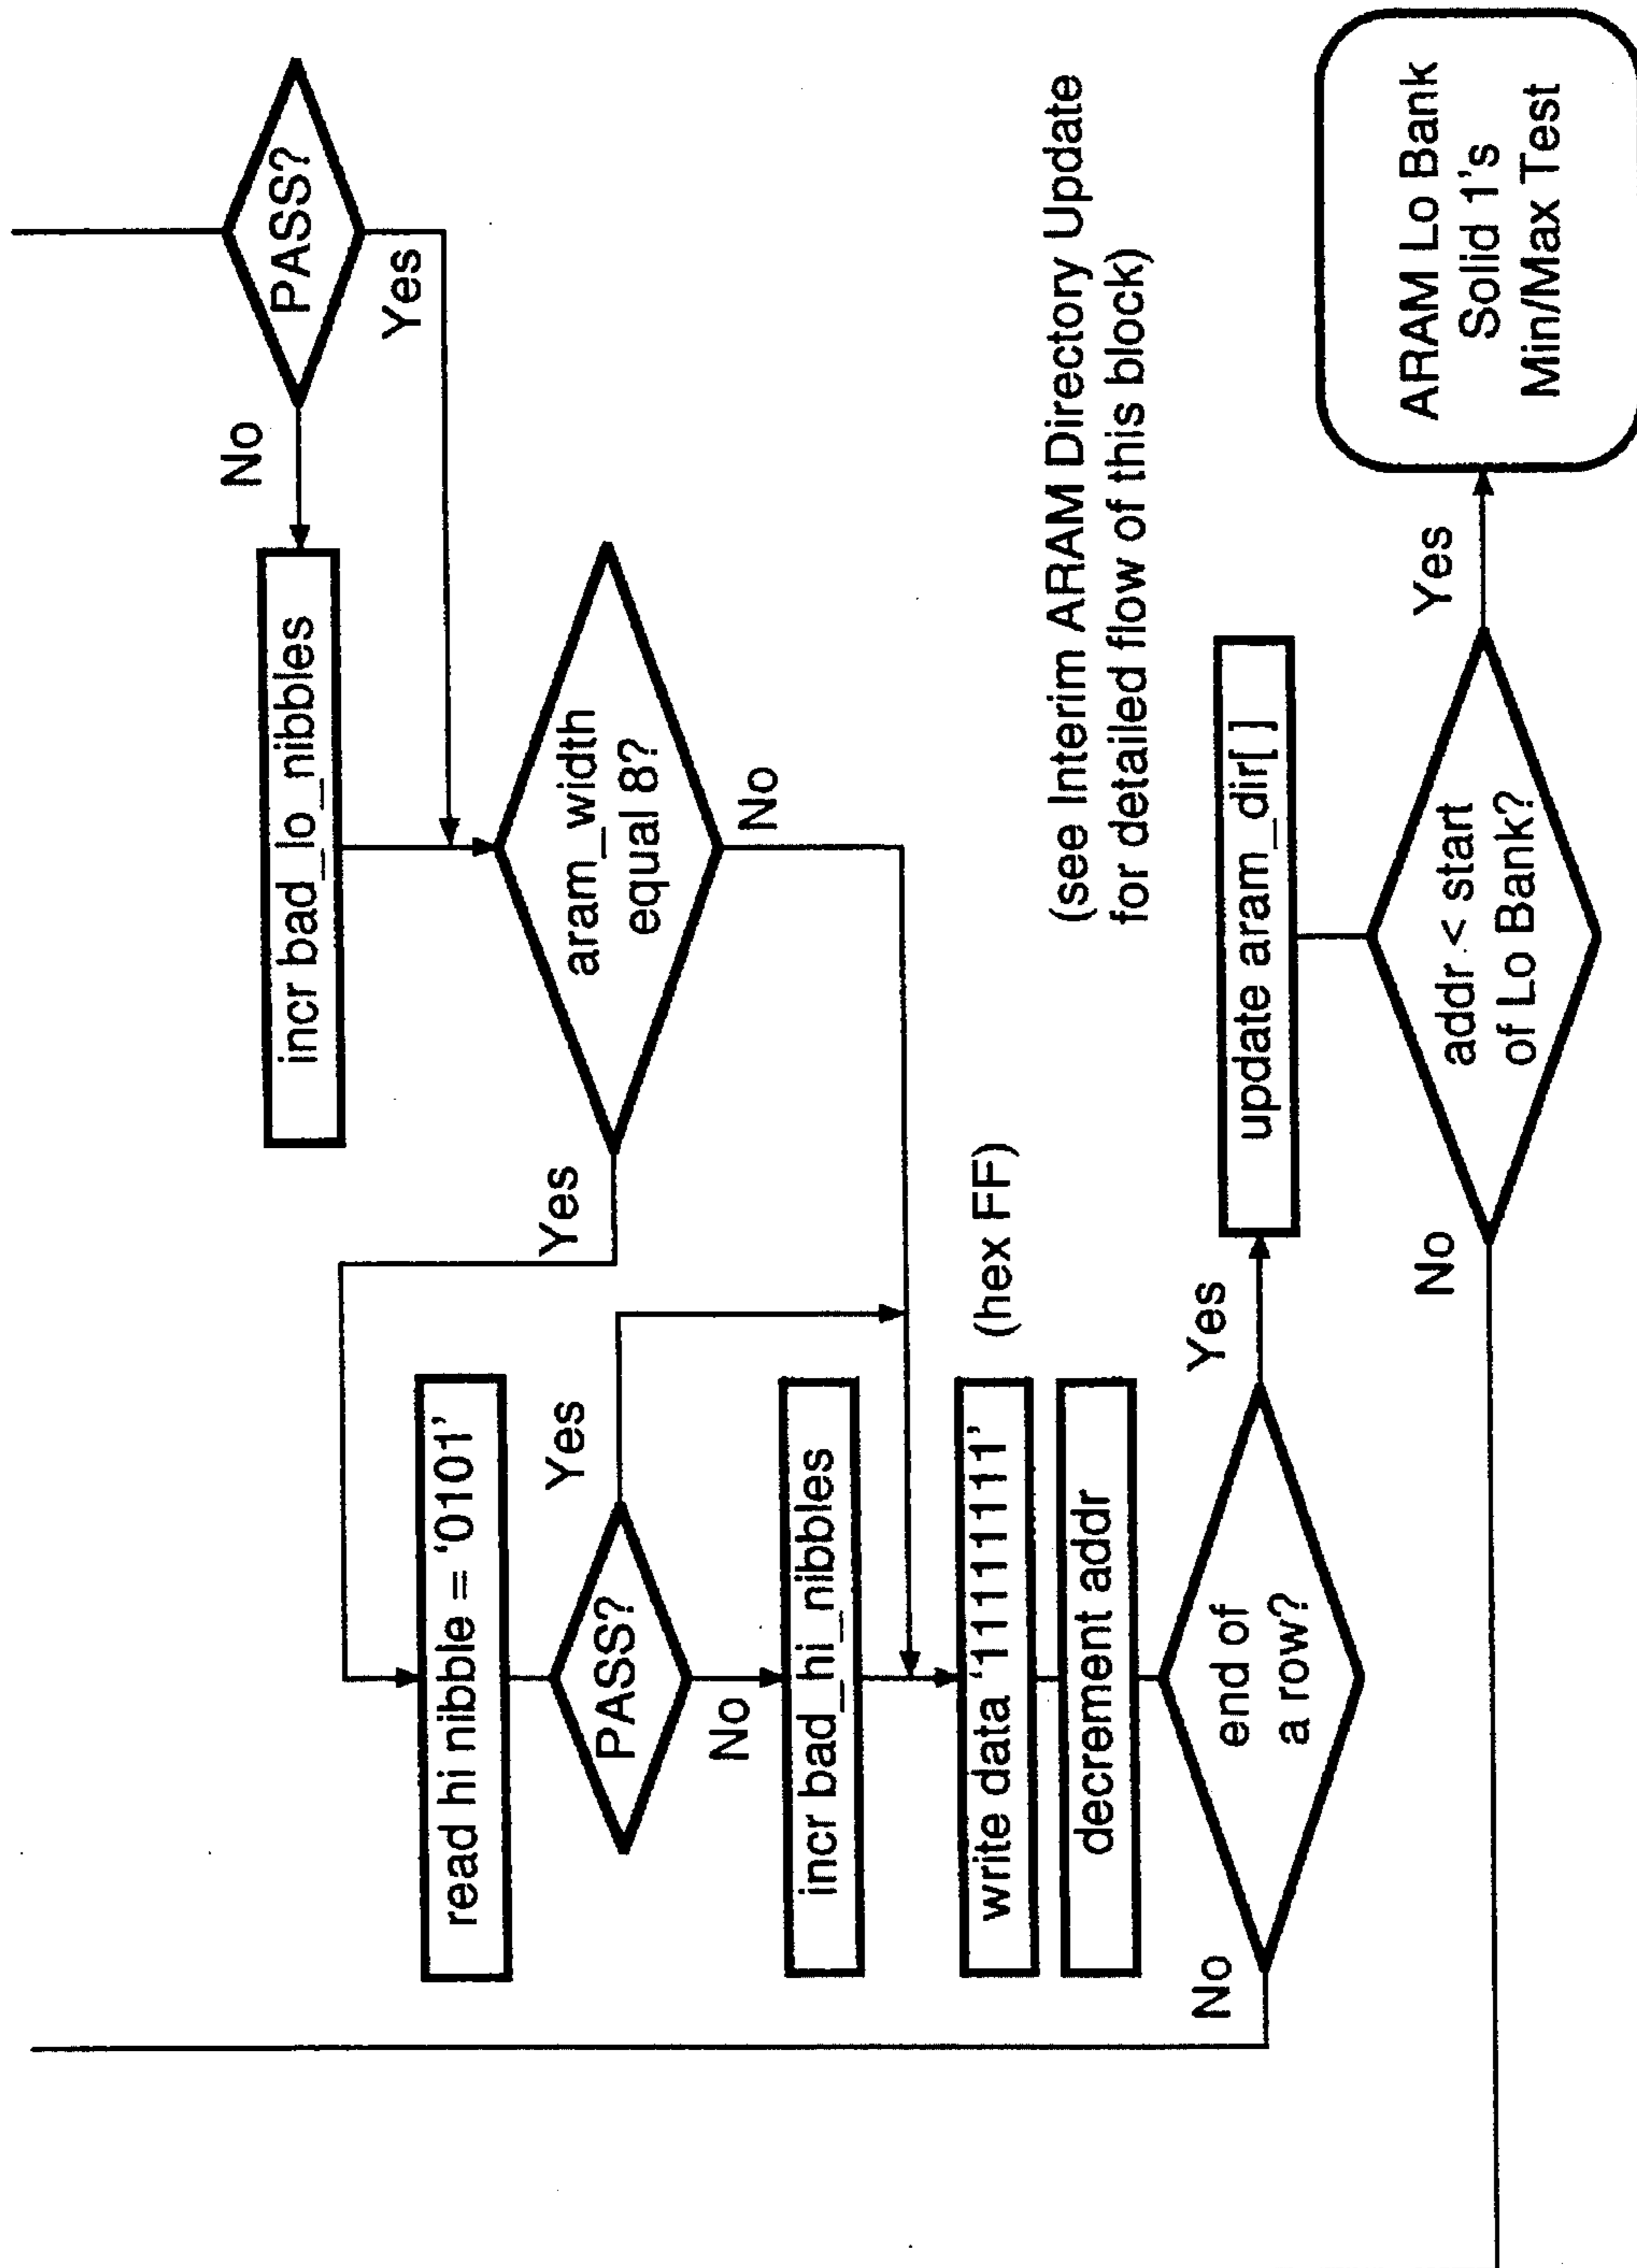 PASS?
No
Yes
incr bad_lo_nibbles
aram_width
equal 8?
Yes
No
read hi nibble = ‘0101’
PASS?
Yes
No
incr bad_hi_nibbles
write data ‘11111111’
(hex FF)
decrement addr
end of
a row?
No
Yes
(see Interim ARAM Directory Update
for detailed flow of this block)
update aram_dir[ ]
addr < start
of Lo Bank?
No
Yes
ARAM Lo Bank
Solid 1's
Min/Max Test